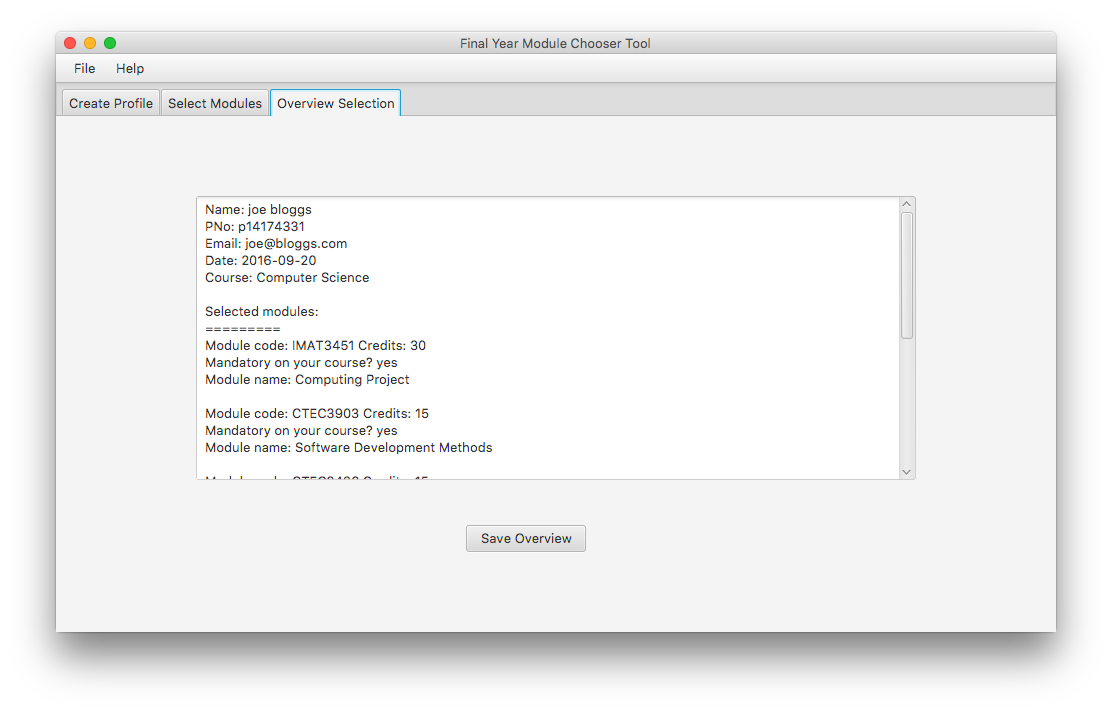 Final Year Module Chooser Tool
File Help
Create Profile Select Modules Overview Selection
Name: joe bloggs
PNo: p14174331
Email: joe@bloggs.com
Date: 2016-09-20
Course: Computer Science
Selected modules:
=========
Module code: IMAT3451 Credits: 30
Mandatory on your course? yes
Module name: Computing Project
Module code: CTEC3903 Credits: 15
Mandatory on your course? yes
Module name: Software Development Methods
Save Overview